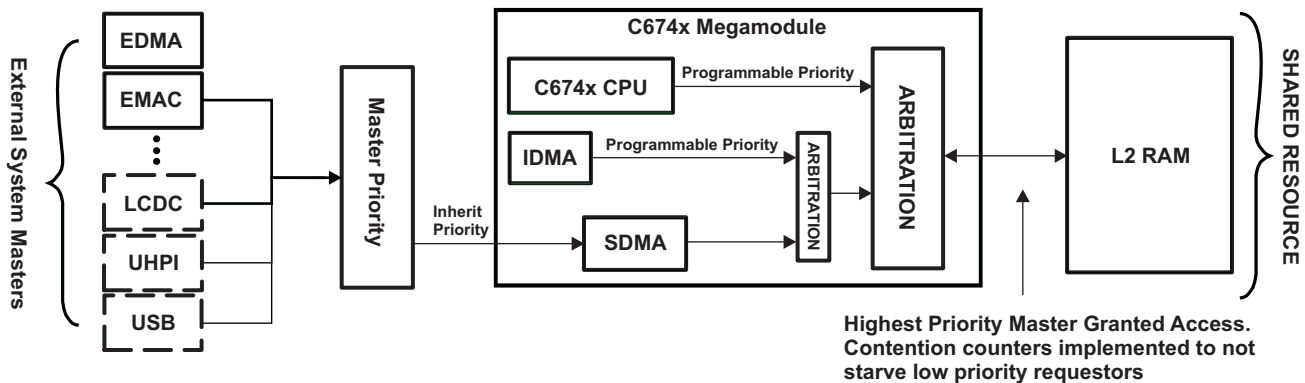 External System Masters
EDMA
EMAC
LCDC
UHPI
USB
Master Priority
Inherit
Priority
C674x Megamodule
C674x CPU
Programmable Priority
IDMA
Programmable Priority
SDMA
ARBITRATION
ARBITRATION
L2 RAM
SHARED RESOURCE
Highest Priority Master Granted Access.
Contention counters implemented to not
starve low priority requestors